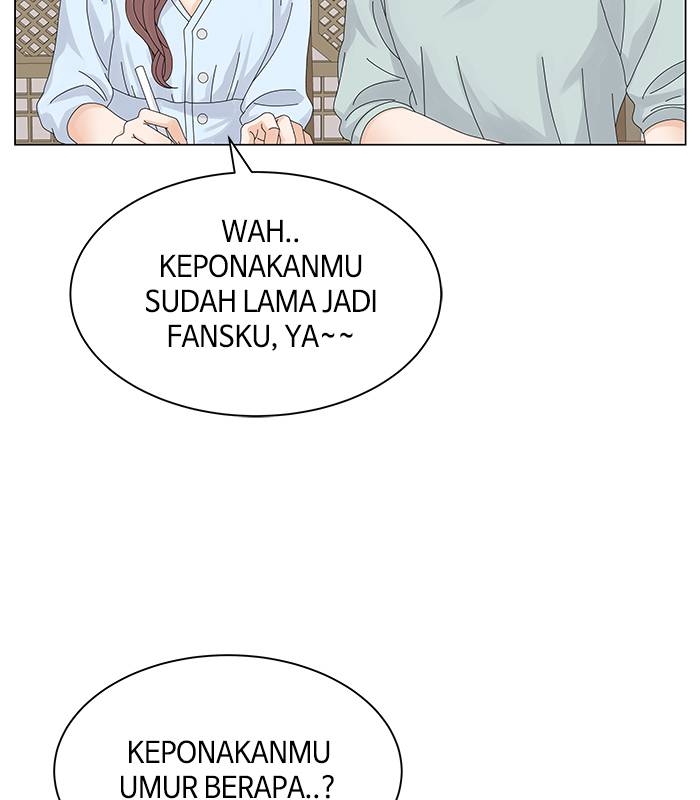 WAH..
KEPONAKANMU
SUDAH LAMA JADI
FANSKU, YA~~
KEPONAKANMU
UMUR BERAPA..?